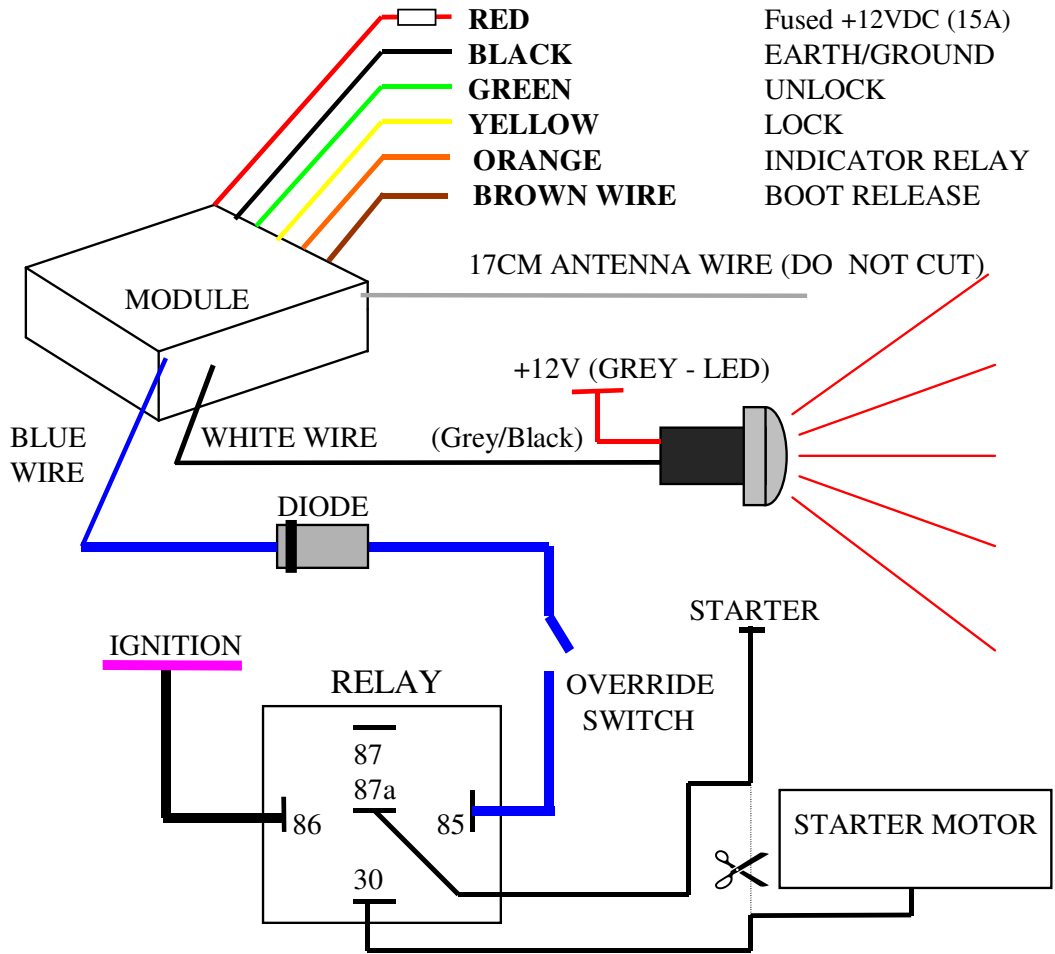 RED Fused +12VDC (15A)
BLACK EARTH/GROUND
GREEN UNLOCK
YELLOW LOCK
ORANGE INDICATOR RELAY
BROWN WIRE BOOT RELEASE
17CM ANTENNA WIRE (DO NOT CUT)
MODULE
+12V (GREY - LED)
BLUE
WIRE
WHITE WIRE
(Grey/Black)
DIODE
STARTER
IGNITION
RELAY
OVERRIDE
SWITCH
87
87a
86
85
30
STARTER MOTOR